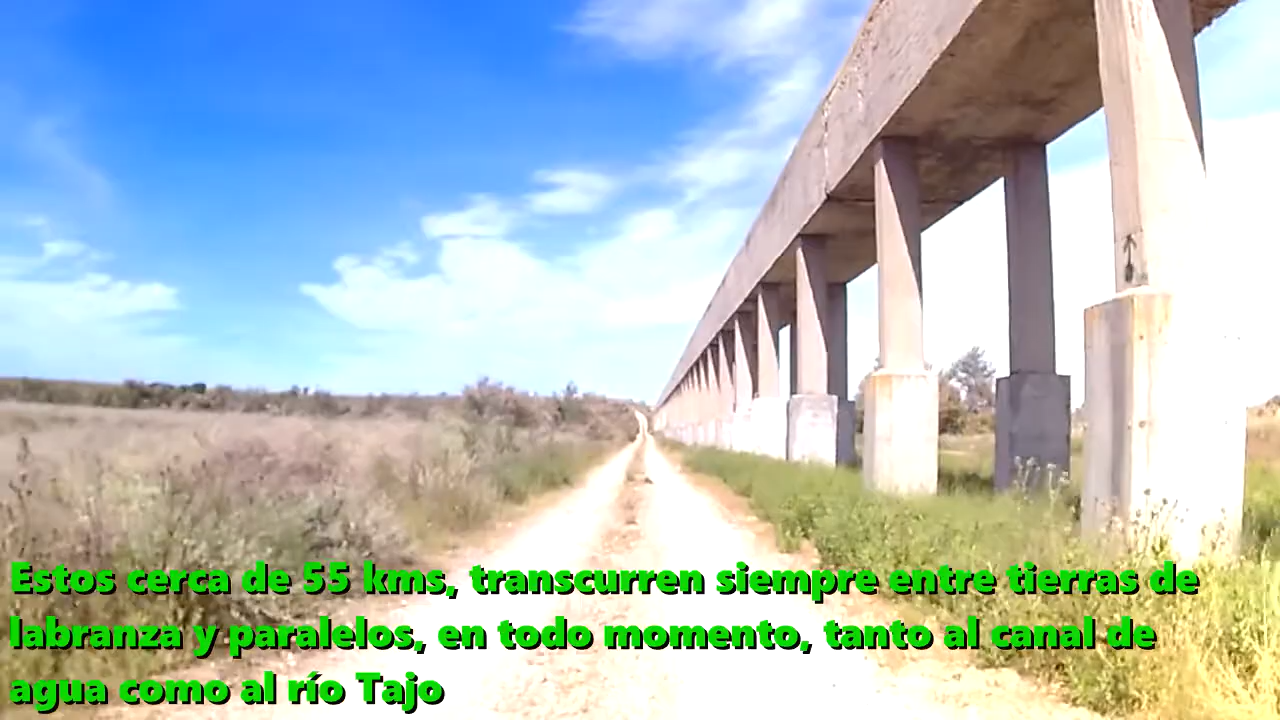 Estos cerca de 55 kms, transcurren siempre entre tierras de
labranza y paralelos, en todo momento, tanto al canal de
agua como al río Tajo